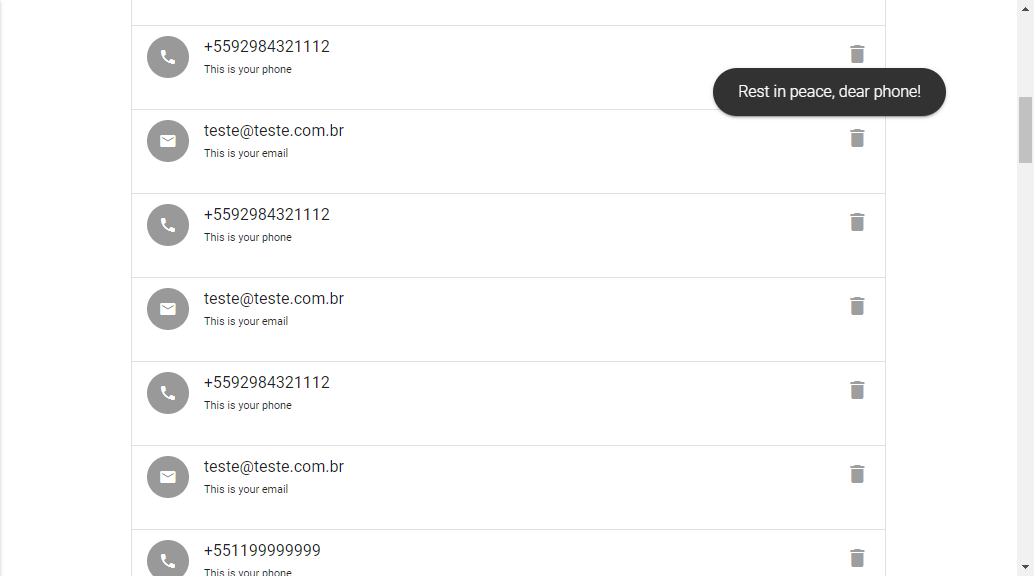 +5592984321112
This is your phone
Rest in peace, dear phone!
teste@teste.com.br
This is your email
+5592984321112
This is your phone
teste@teste.com.br
This is your email
+5592984321112
This is your phone
teste@teste.com.br
This is your email
+551199999999
This is your phone